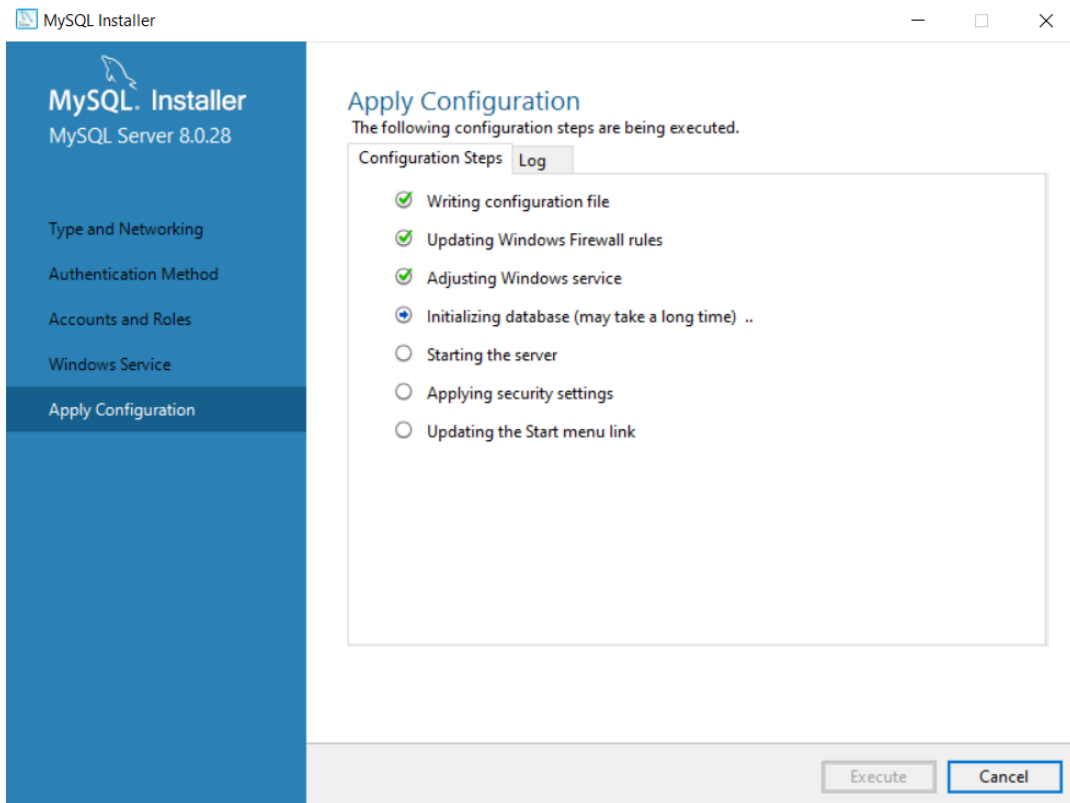 MySQL Installer
MySQL. Installer
MySQL Server 8.0.28
Type and Networking
Authentication Method
Accounts and Roles
Windows Service
Apply Configuration
Apply Configuration
The following configuration steps are being executed.
Configuration Steps Log
Writing configuration file
Updating Windows Firewall rules
Adjusting Windows service
Initializing database (may take a long time) ..
Starting the server
Applying security settings
Updating the Start menu link
Execute Cancel